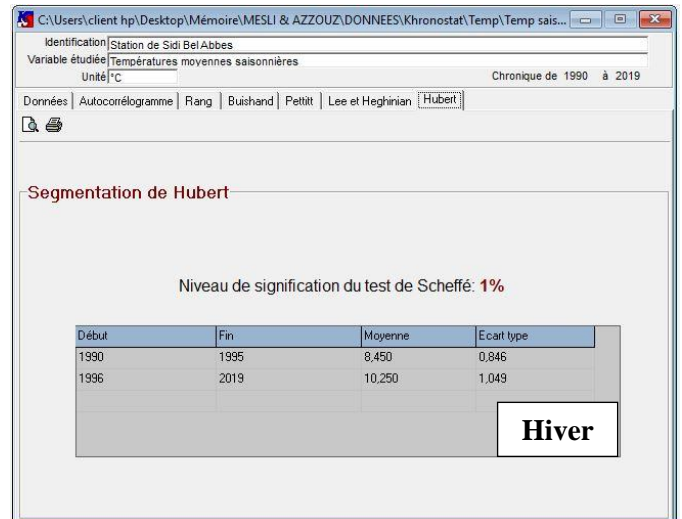 C:\Users\client hp\Desktop\Mémoire\MESLI & AZZOUZ\DONNEES\Khronostat\Temp\Temp sais...
Identification Station de Sidi Bel Abbes
Variable étudiée Températures moyennes saisonnières
Unité °C Chronique de 1990 à 2019
Données Autocorrélogramme Rang Buishand Pettitt Lee et Heghinian Hubert
Segmentation de Hubert
Niveau de signification du test de Scheffé: 1%
Début Fin Moyenne Ecart type
1990 1995 8,450 0,846
1996 2019 10,250 1,049
Hiver